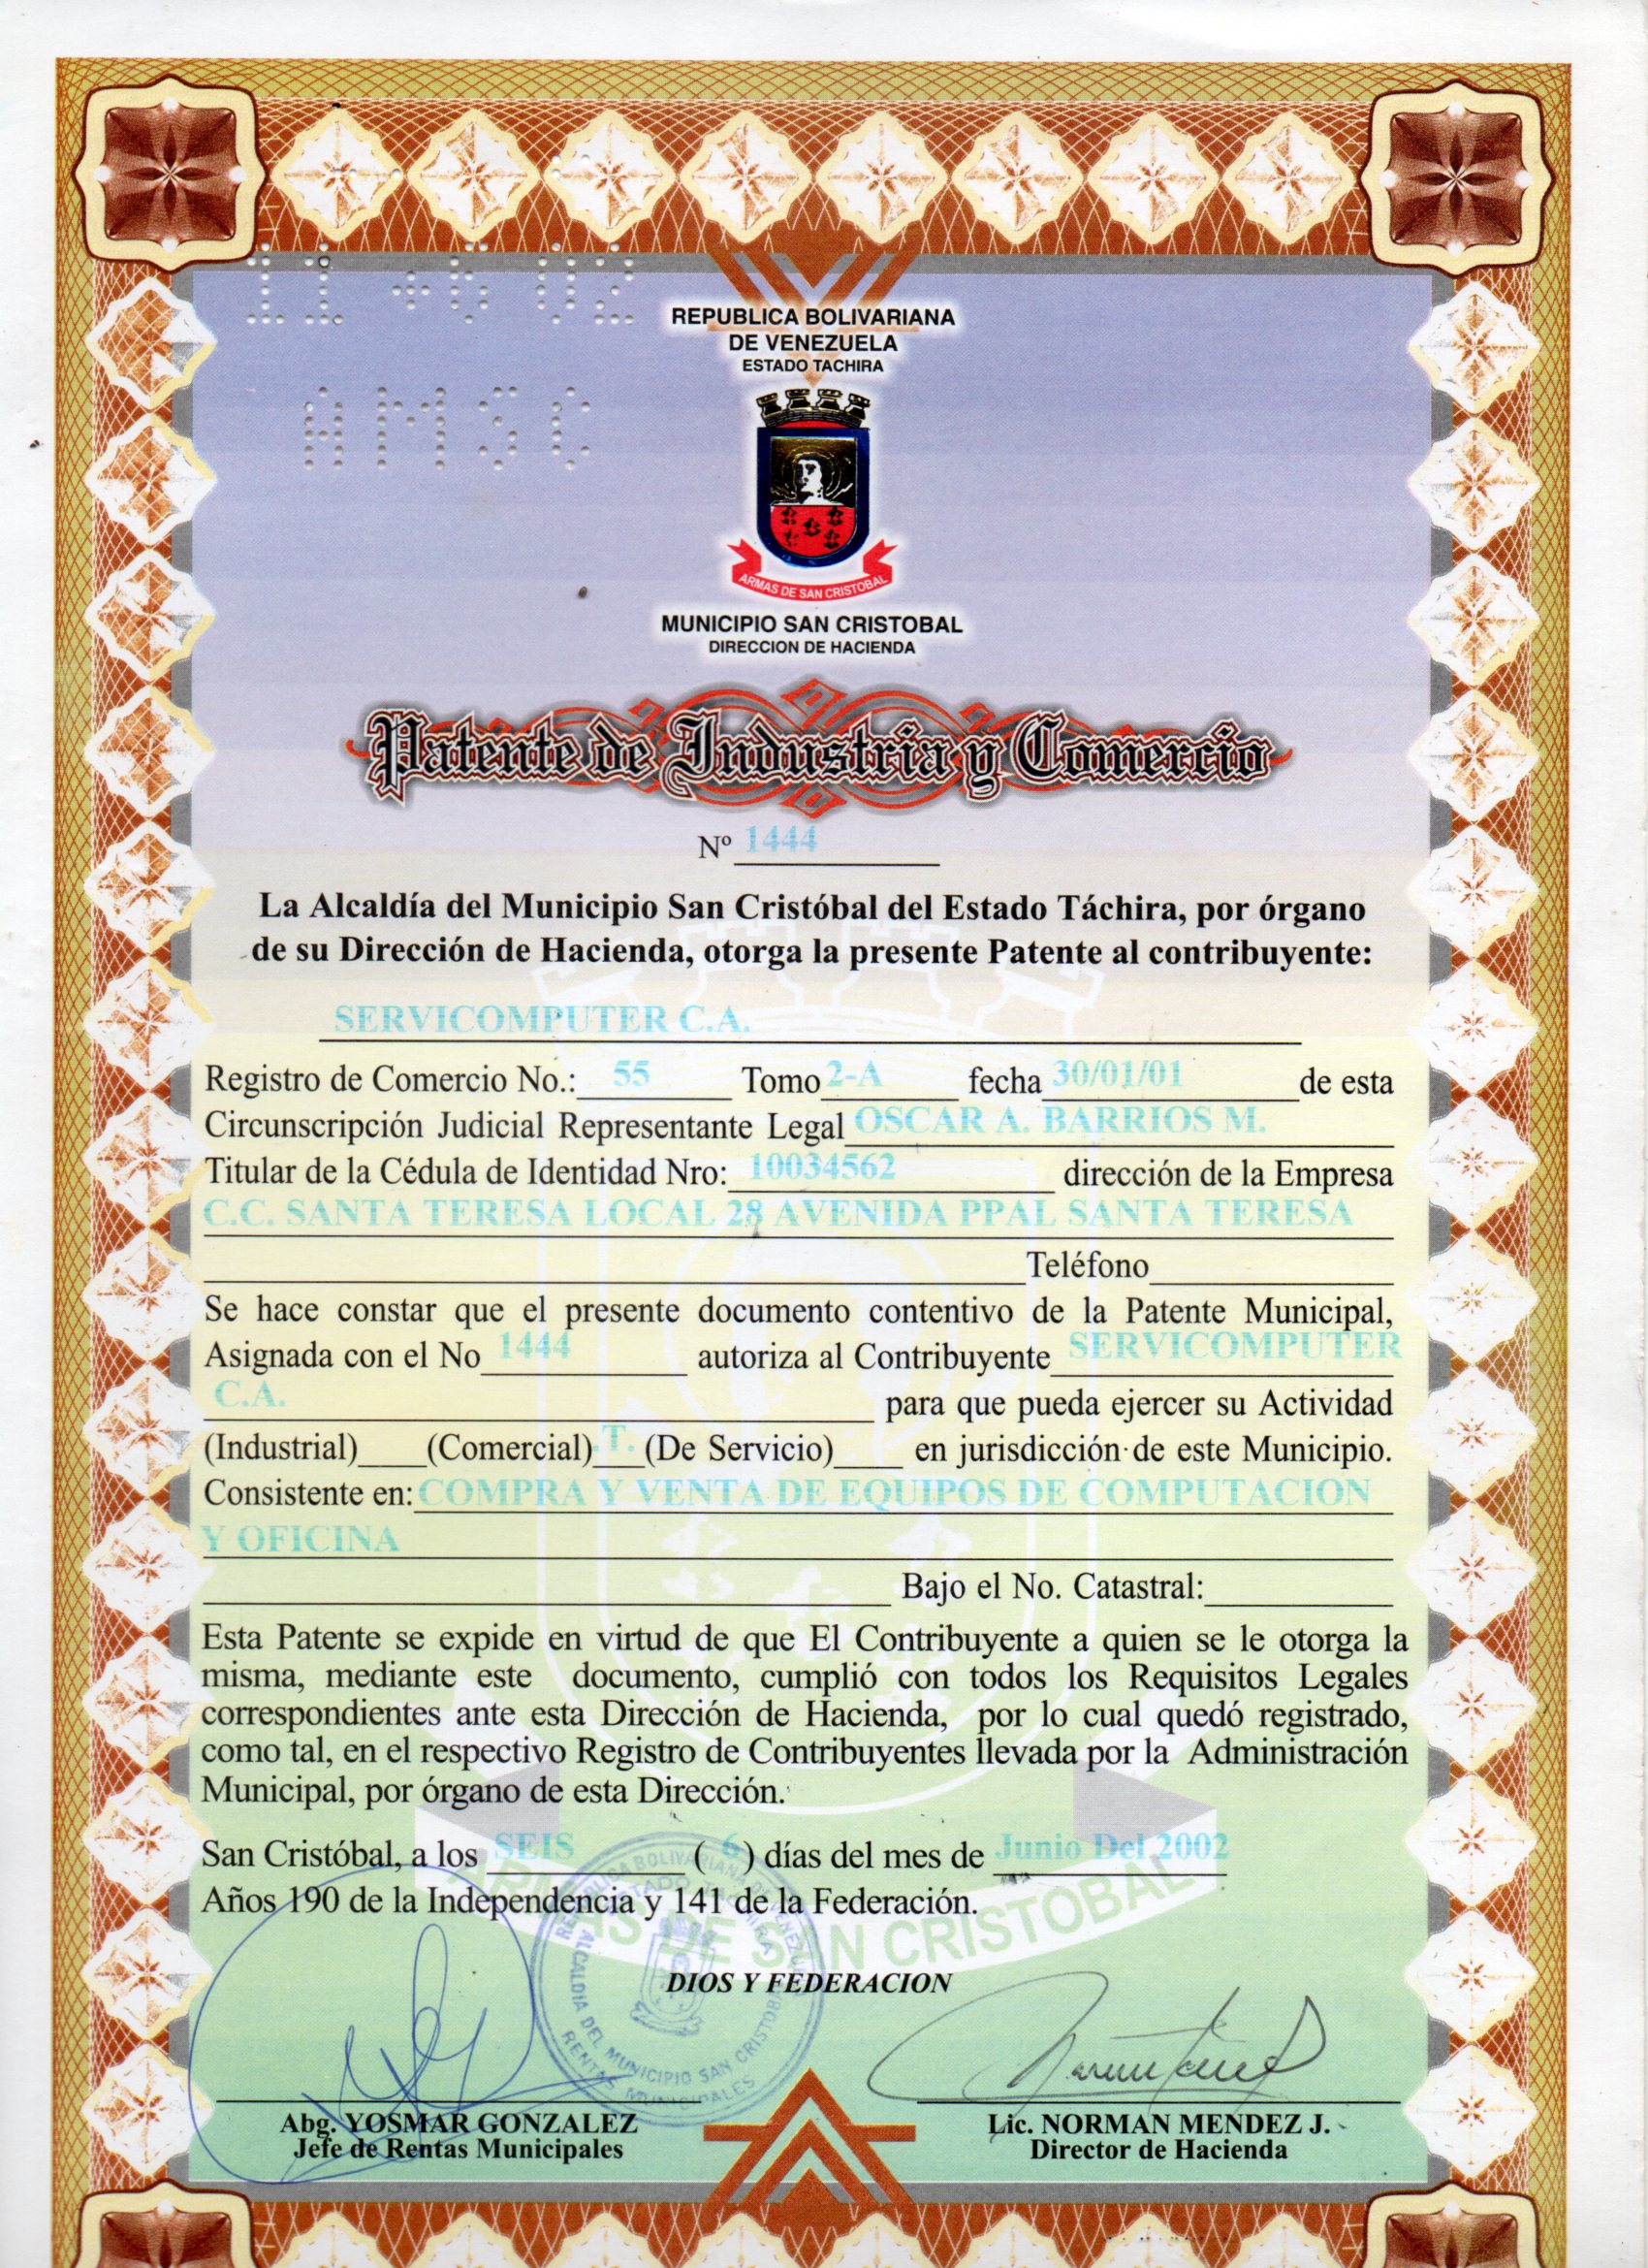 11 +6 02
AMSC
REPUBLICA BOLIVARIANA
DE VENEZUELA
ESTADO TACHIRA
ARMAS DE SAN CRISTOBAL
MUNICIPIO SAN CRISTOBAL
DIRECCION DE HACIENDA
Patente de Industria y Comercio
Nº 1444
La Alcaldía del Municipio San Cristóbal del Estado Táchira, por órgano
de su Dirección de Hacienda, otorga la presente Patente al contribuyente:
SERVICOMPUTER C.A.
Registro de Comercio No.: 55 Tomo 2-A fecha 30/01/01 de esta
Circunscripción Judicial Representante Legal OSCAR A. BARRIOS M.
Titular de la Cédula de Identidad Nro: 10034562 dirección de la Empresa
C.C. SANTA TERESA LOCAL 28 AVENIDA PPAL SANTA TERESA
Teléfono
Se hace constar que el presente documento contentivo de la Patente Municipal,
Asignada con el No 1444 autoriza al Contribuyente SERVICOMPUTER
C.A. para que pueda ejercer su Actividad
(Industrial)____(Comercial) .T. (De Servicio)____ en jurisdicción de este Municipio.
Consistente en: COMPRA Y VENTA DE EQUIPOS DE COMPUTACION
Y OFICINA
Bajo el No. Catastral:
Esta Patente se expide en virtud de que El Contribuyente a quien se le otorga la
misma, mediante este documento, cumplió con todos los Requisitos Legales
correspondientes ante esta Dirección de Hacienda, por lo cual quedó registrado,
como tal, en el respectivo Registro de Contribuyentes llevada por la Administración
Municipal, por órgano de esta Dirección.
San Cristóbal, a los SEIS ( 6 ) días del mes de Junio Del 2002
Años 190 de la Independencia y 141 de la Federación.
ARMAS DE SAN CRISTOBAL
REPUBLICA BOLIVARIANA DE VENEZUELA
ESTADO TACHIRA
ALCALDIA DEL MUNICIPIO SAN CRISTOBAL
RENTAS MUNICIPALES
DIOS Y FEDERACION
Abg. YOSMAR GONZALEZ
Jefe de Rentas Municipales
Lic. NORMAN MENDEZ J.
Director de Hacienda